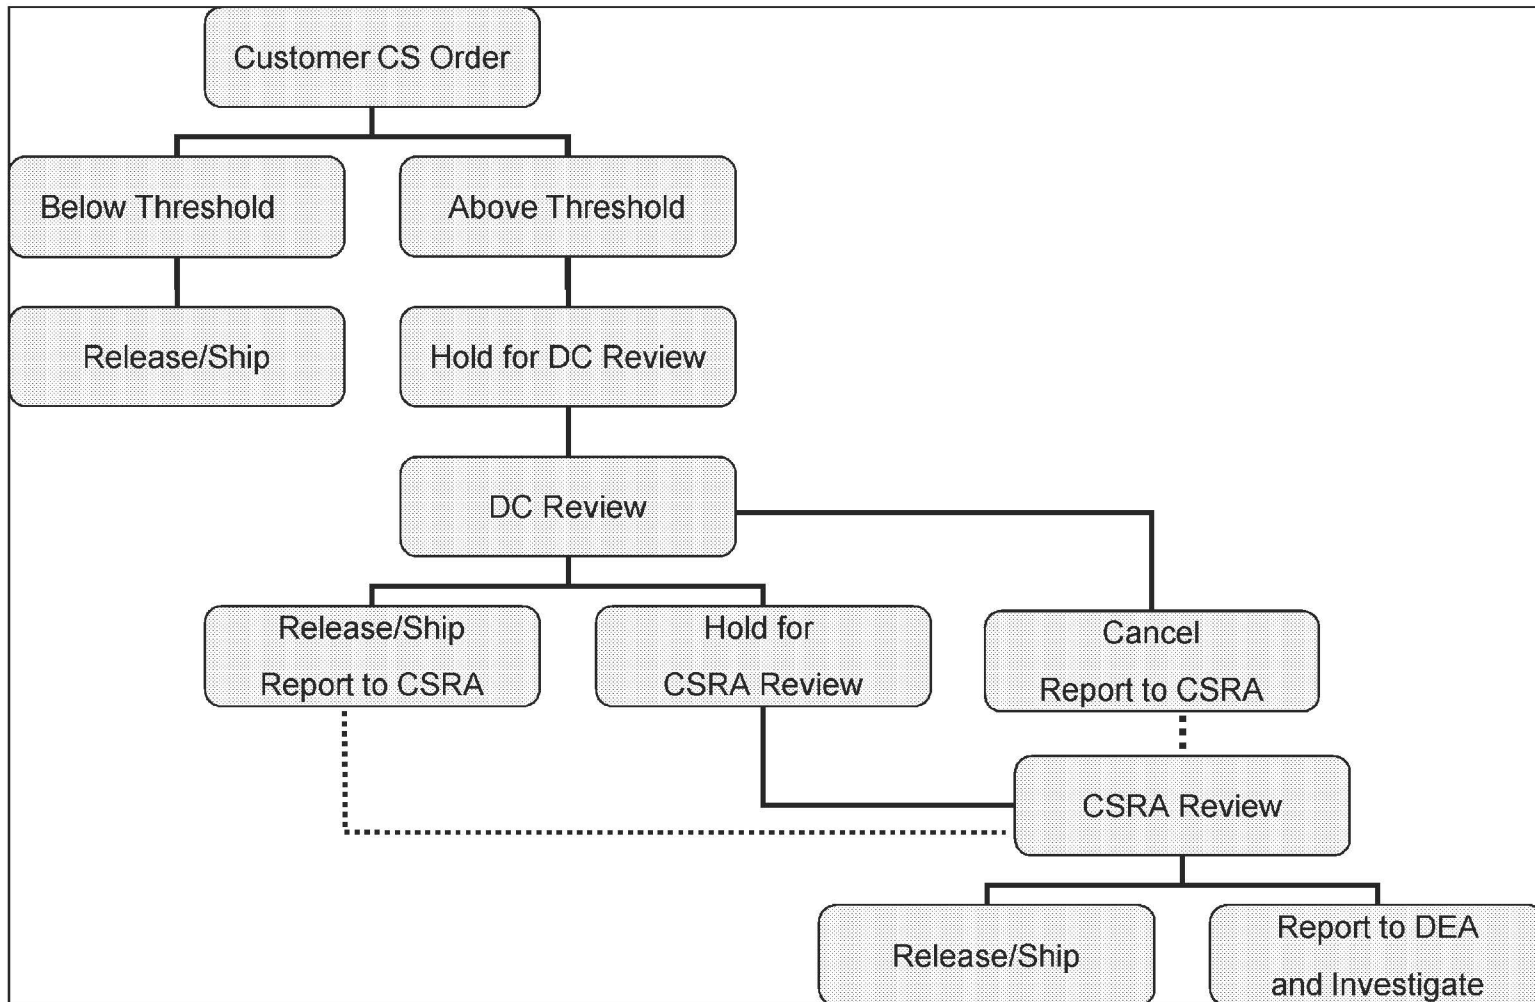 Customer CS Order
Below Threshold
Above Threshold
Release/Ship
Hold for DC Review
DC Review
Release/Ship
Report to CSRA
Hold for
CSRA Review
Cancel
Report to CSRA
CSRA Review
Release/Ship
Report to DEA
and Investigate